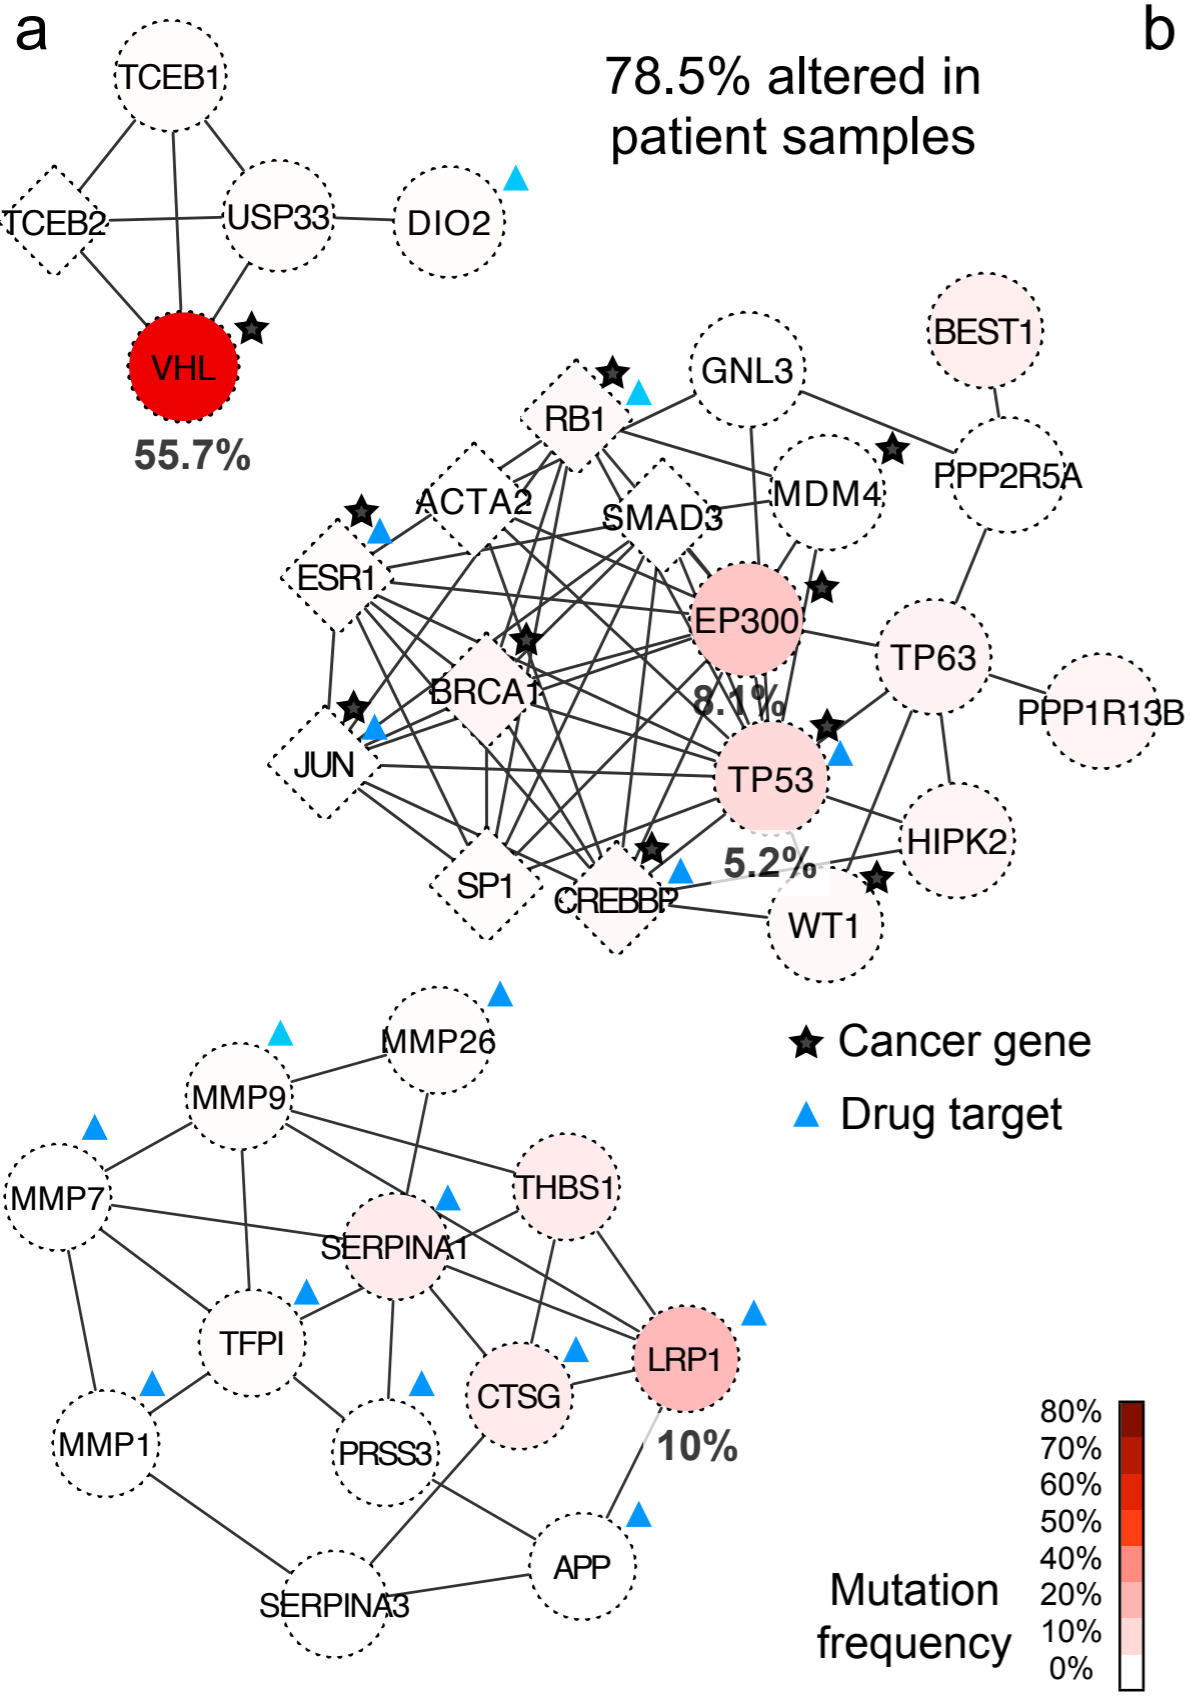 a
b
78.5% altered in
patient samples
TCEB1
TCEB2
USP33
DIO2
VHL
55.7%
BEST1
GNL3
RB1
PPP2R5A
MDM4
ACTA2
SMAD3
ESR1
EP300
8.1%
TP63
BRCA1
PPP1R13B
JUN
TP53
5.2%
HIPK2
SP1
CREBBP
WT1
Cancer gene
Drug target
MMP26
MMP9
MMP7
THBS1
SERPINA1
TFPI
LRP1
10%
CTSG
MMP1
PRSS3
APP
SERPINA3
Mutation
frequency
80%
70%
60%
50%
40%
20%
10%
0%